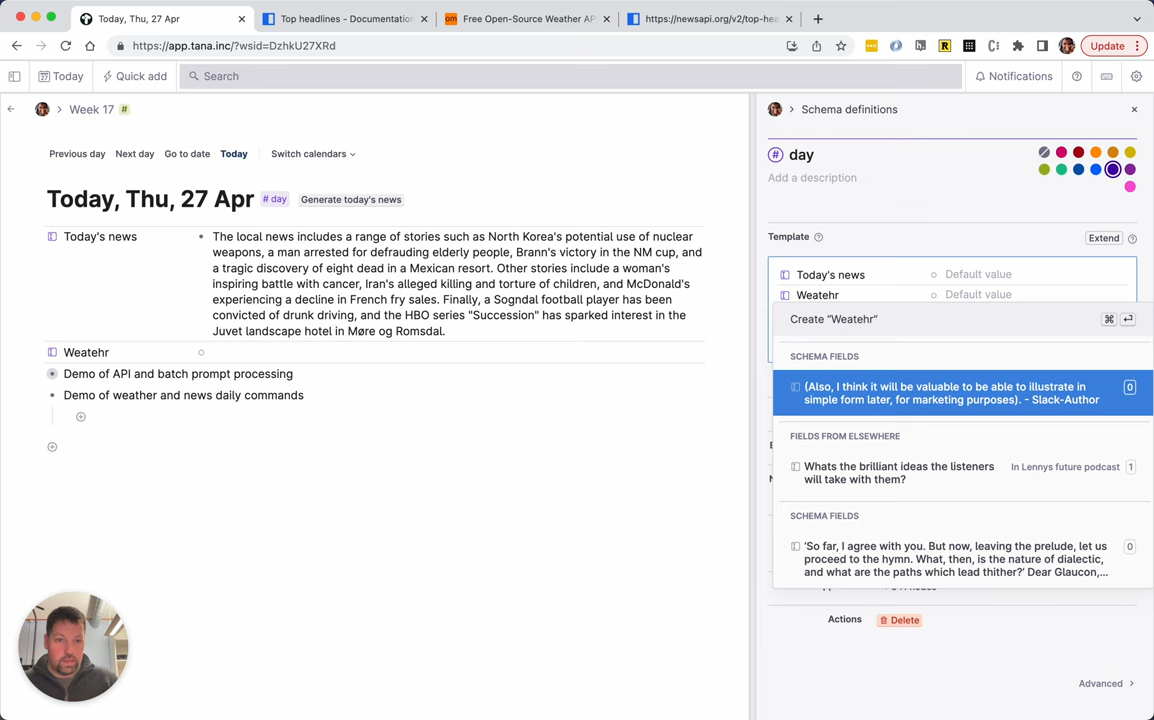 Today, Thu, 27 Apr
Top headlines - Documentatio
Free Open-Source Weather AP
https://newsapi.org/v2/top-hea
https://app.tana.inc/?wsid=DzhkU27XRd
Update
Today
Quick add
Search
Notifications
Week 17 #
Previous day
Next day
Go to date
Today
Switch calendars
Today, Thu, 27 Apr
# day
Generate today's news
Today's news
The local news includes a range of stories such as North Korea's potential use of nuclear
weapons, a man arrested for defrauding elderly people, Brann's victory in the NM cup, and
a tragic discovery of eight dead in a Mexican resort. Other stories include a woman's
inspiring battle with cancer, Iran's alleged killing and torture of children, and McDonald's
experiencing a decline in French fry sales. Finally, a Sogndal football player has been
convicted of drunk driving, and the HBO series "Succession" has sparked interest in the
Juvet landscape hotel in Møre og Romsdal.
Weatehr
Demo of API and batch prompt processing
Demo of weather and news daily commands
Schema definitions
# day
Add a description
Template
Extend
Today's news
Default value
Weatehr
Default value
Create “Weatehr”
SCHEMA FIELDS
(Also, I think it will be valuable to be able to illustrate in
simple form later, for marketing purposes). - Slack-Author
0
FIELDS FROM ELSEWHERE
Whats the brilliant ideas the listeners
will take with them?
In Lennys future podcast
1
SCHEMA FIELDS
‘So far, I agree with you. But now, leaving the prelude, let us
proceed to the hymn. What, then, is the nature of dialectic,
and what are the paths which lead thither?’ Dear Glaucon,...
0
Actions
Delete
Advanced